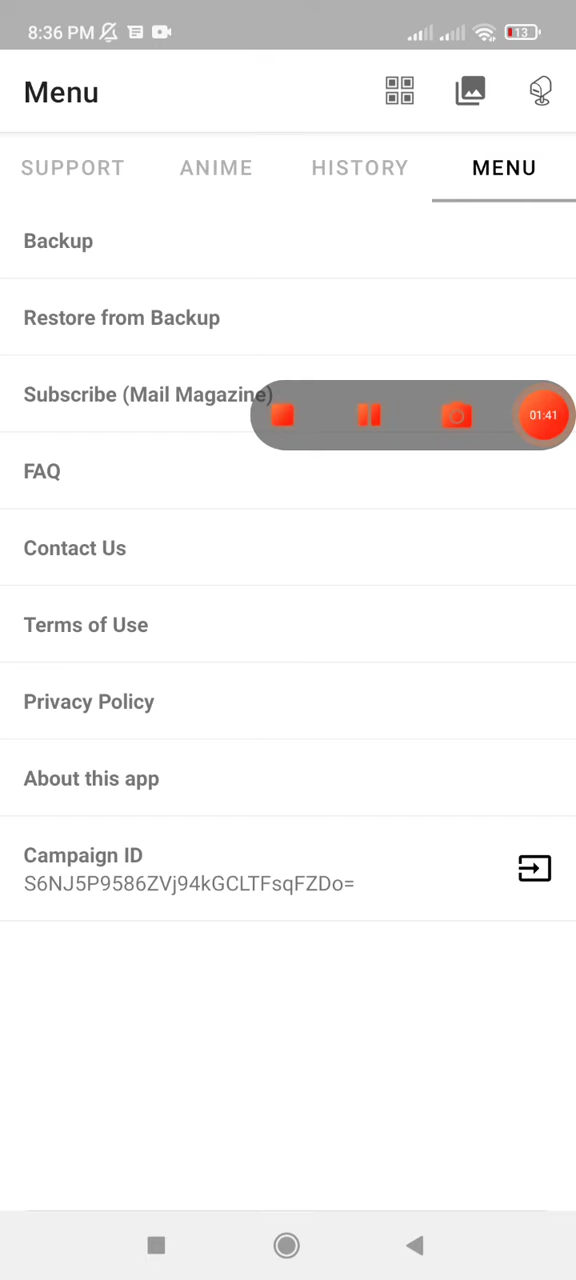 8:36 PM 13
Menu
SUPPORT ANIME HISTORY MENU
Backup
Restore from Backup
Subscribe (Mail Magazine)
01:41
FAQ
Contact Us
Terms of Use
Privacy Policy
About this app
Campaign ID
S6NJ5P9586ZVj94kGCLTFsqFZDo=